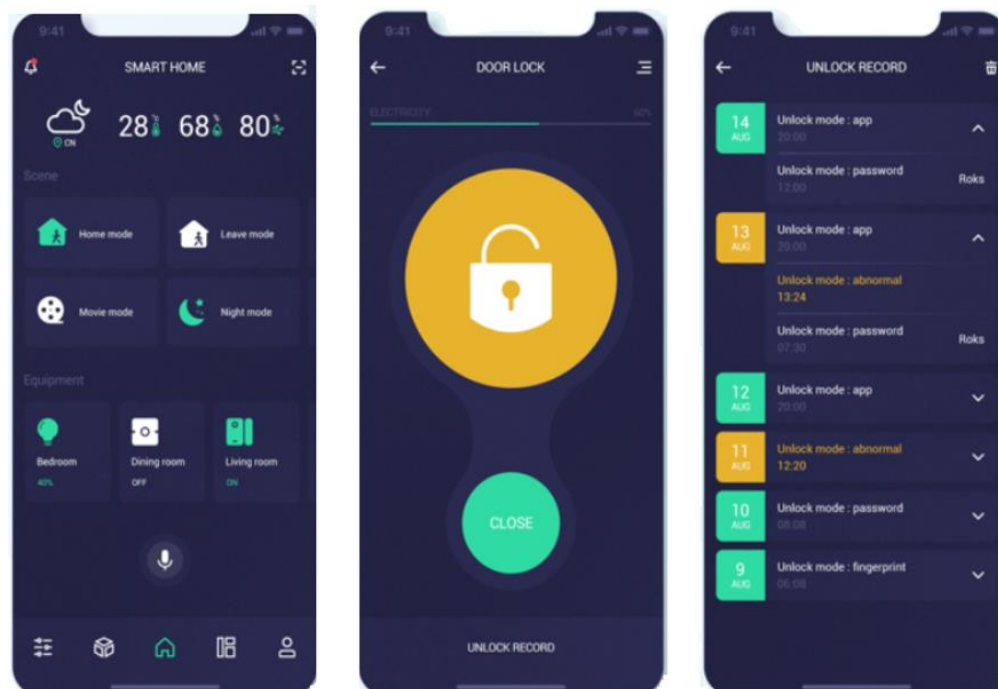 9:41
SMART HOME
CN
28
68
80
Scene
Home mode
Leave mode
Movie mode
Night mode
Equipment
Bedroom
40%
Dining room
OFF
Living room
ON
9:41
DOOR LOCK
ELECTRICITY
60%
CLOSE
UNLOCK RECORD
9:41
UNLOCK RECORD
14
AUG
Unlock mode : app
20:00
Unlock mode : password
12:00
Roks
13
AUG
Unlock mode : app
20:00
Unlock mode : abnormal
13:24
Unlock mode : password
07:30
Roks
12
AUG
Unlock mode : app
20:00
11
AUG
Unlock mode : abnormal
12:20
10
AUG
Unlock mode : password
08:08
9
AUG
Unlock mode : fingerprint
06:08